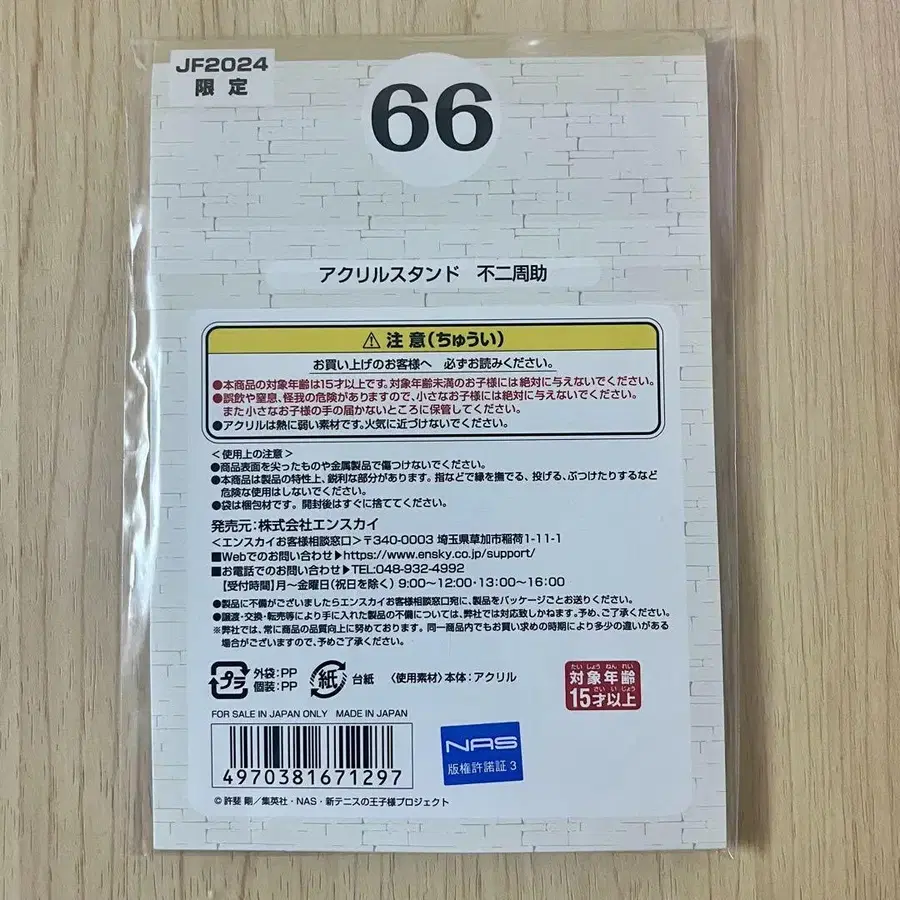 JF2024
限定
66
アクリルスタンド 不二周助
⚠ 注意(ちゅうい)
お買い上げのお客様へ 必ずお読みください。
●本商品の対象年齢は15才以上です。対象年齢未満のお子様には絶対に与えないでください。
●誤飲や窒息、怪我の危険がありますので、小さなお子様には絶対に与えないでください。
また小さなお子様の手の届かないところに保管してください。
●アクリルは熱に弱い素材です。火気に近づけないでください。
<使用上の注意>
●商品表面を尖ったものや金属製品で傷つけないでください。
●本商品は製品の特性上、鋭利な部分があります。指などで縁を撫でる、投げる、ぶつけたりするなど
危険な使用はしないでください。
●袋は梱包材です。開封後はすぐに捨ててください。
発売元:株式会社エンスカイ
<エンスカイお客様相談窓口>〒340-0003 埼玉県草加市稲荷1-11-1
■Webでのお問い合わせ▶https://www.ensky.co.jp/support/
■お電話でのお問い合わせ▶TEL:048-932-4992
【受付時間】月〜金曜日(祝日を除く) 9:00〜12:00・13:00〜16:00
●製品に不備がございましたらエンスカイお客様相談窓口宛に、製品をパッケージごとお送りください。
●譲渡・交換・転売等により手に入れた製品の不備については、弊社では対応致しかねます。予め、ご了承ください。
※弊社では、常に商品の品質向上に努めております。同一商品内でもお買い求めの時期により多少の違いがある
場合がございますので、予めご了承ください。
プラ 外袋:PP
個装:PP
紙 台紙 〈使用素材〉本体:アクリル
たいしょうねんれい
対象年齢
さいいじょう
15才以上
FOR SALE IN JAPAN ONLY MADE IN JAPAN
4970381671297
NAS
版権許諾証 3
©許斐 剛/集英社・NAS・新テニスの王子様プロジェクト